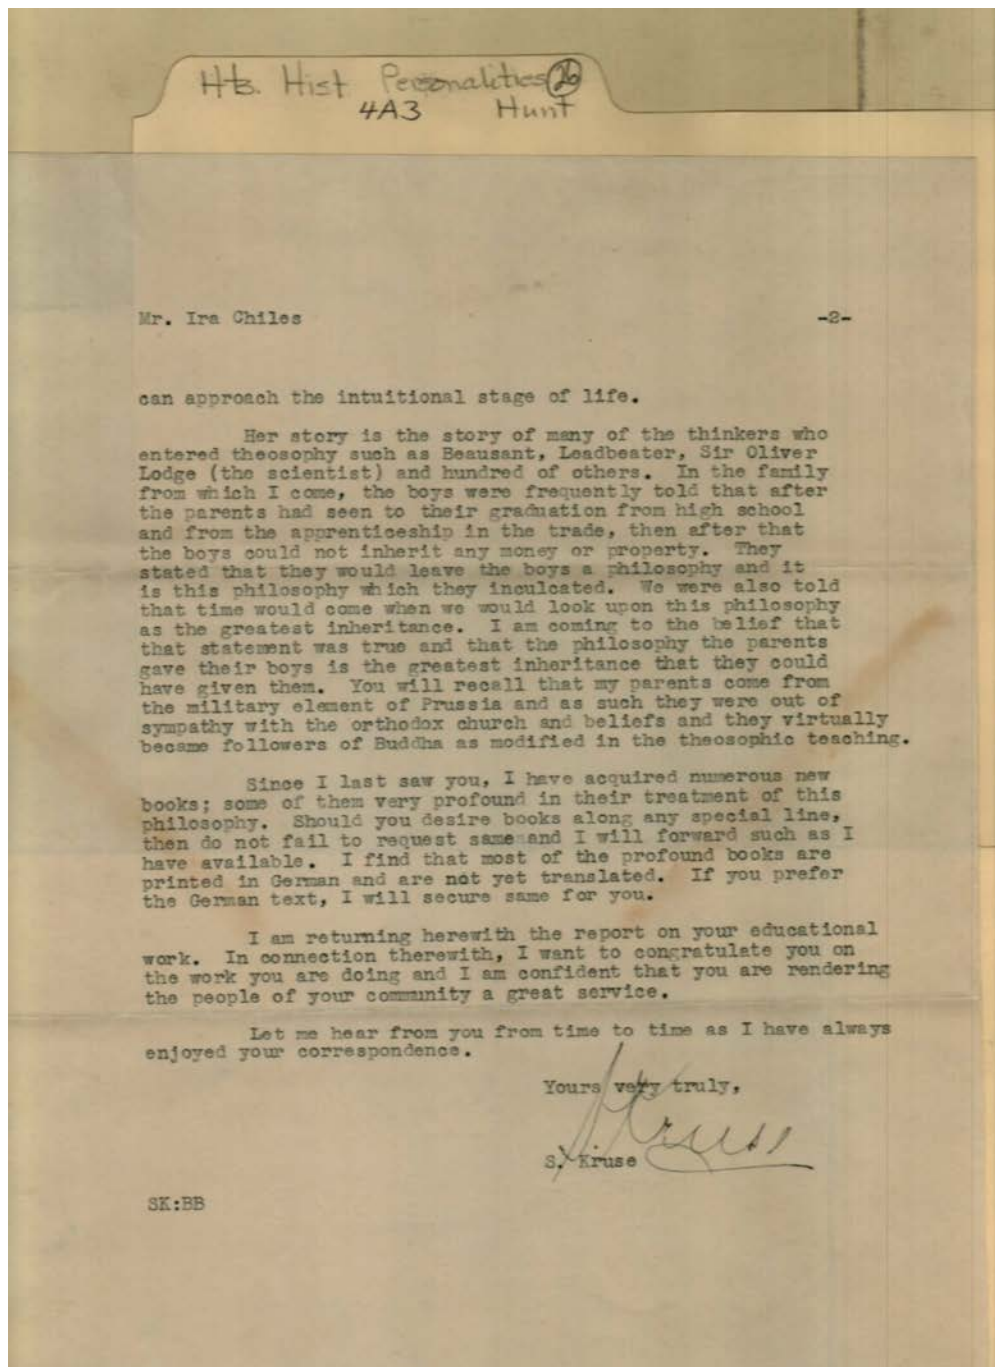 Hts. Hist Personalities 26
4A3 Hunt
Mr. Ira Chiles -2-
can approach the intuitional stage of life.
Her story is the story of many of the thinkers who
entered theosophy such as Beausant, Leadbeater, Sir Oliver
Lodge (the scientist) and hundred of others. In the family
from which I come, the boys were frequently told that after
the parents had seen to their graduation from high school
and from the apprenticeship in the trade, then after that
the boys could not inherit any money or property. They
stated that they would leave the boys a philosophy and it
is this philosophy which they inculcated. We were also told
that time would come when we would look upon this philosophy
as the greatest inheritance. I am coming to the belief that
that statement was true and that the philosophy the parents
gave their boys is the greatest inheritance that they could
have given them. You will recall that my parents come from
the military element of Prussia and as such they were out of
sympathy with the orthodox church and beliefs and they virtually
became followers of Buddha as modified in the theosophic teaching.
Since I last saw you, I have acquired numerous new
books; some of them very profound in their treatment of this
philosophy. Should you desire books along any special line,
then do not fail to request same and I will forward such as I
have available. I find that most of the profound books are
printed in German and are not yet translated. If you prefer
the German text, I will secure same for you.
I am returning herewith the report on your educational
work. In connection therewith, I want to congratulate you on
the work you are doing and I am confident that you are rendering
the people of your community a great service.
Let me hear from you from time to time as I have always
enjoyed your correspondence.
Yours very truly,
S Kruse
S. Kruse
SK:BB